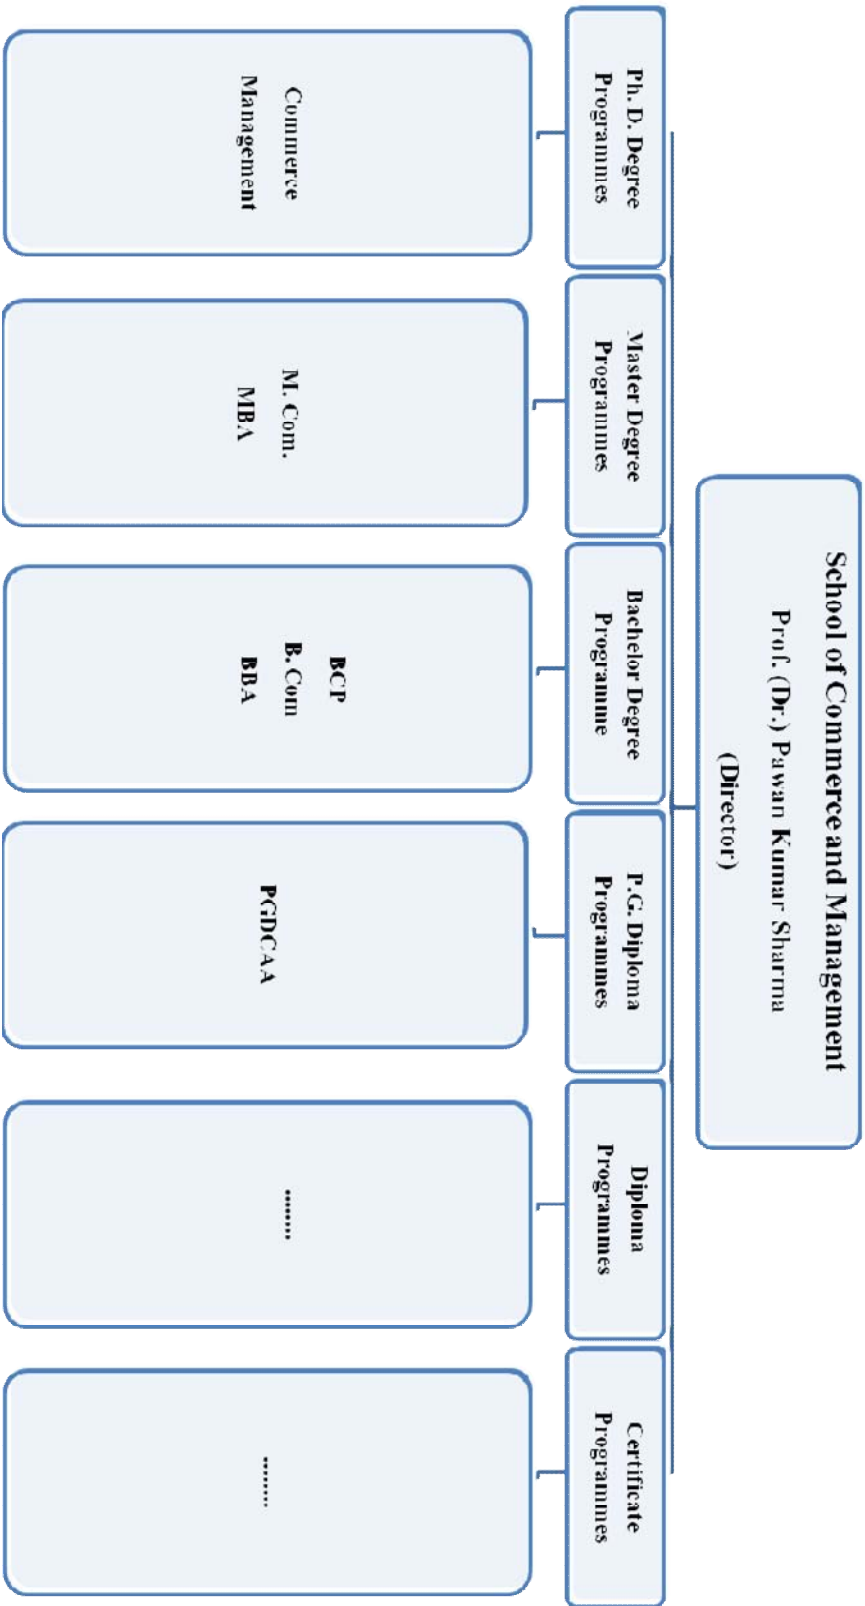 School of Commerce and Management
Prof. (Dr.) Pawan Kumar Sharma
(Director)
Ph. D. Degree
Programmes
Commerce
Management
Master Degree
Programmes
M. Com.
MBA
Bachelor Degree
Programme
BCP
B. Com
BBA
P.G. Diploma
Programmes
PGDCAA
Diploma
Programmes
........
Certificate
Programmes
........